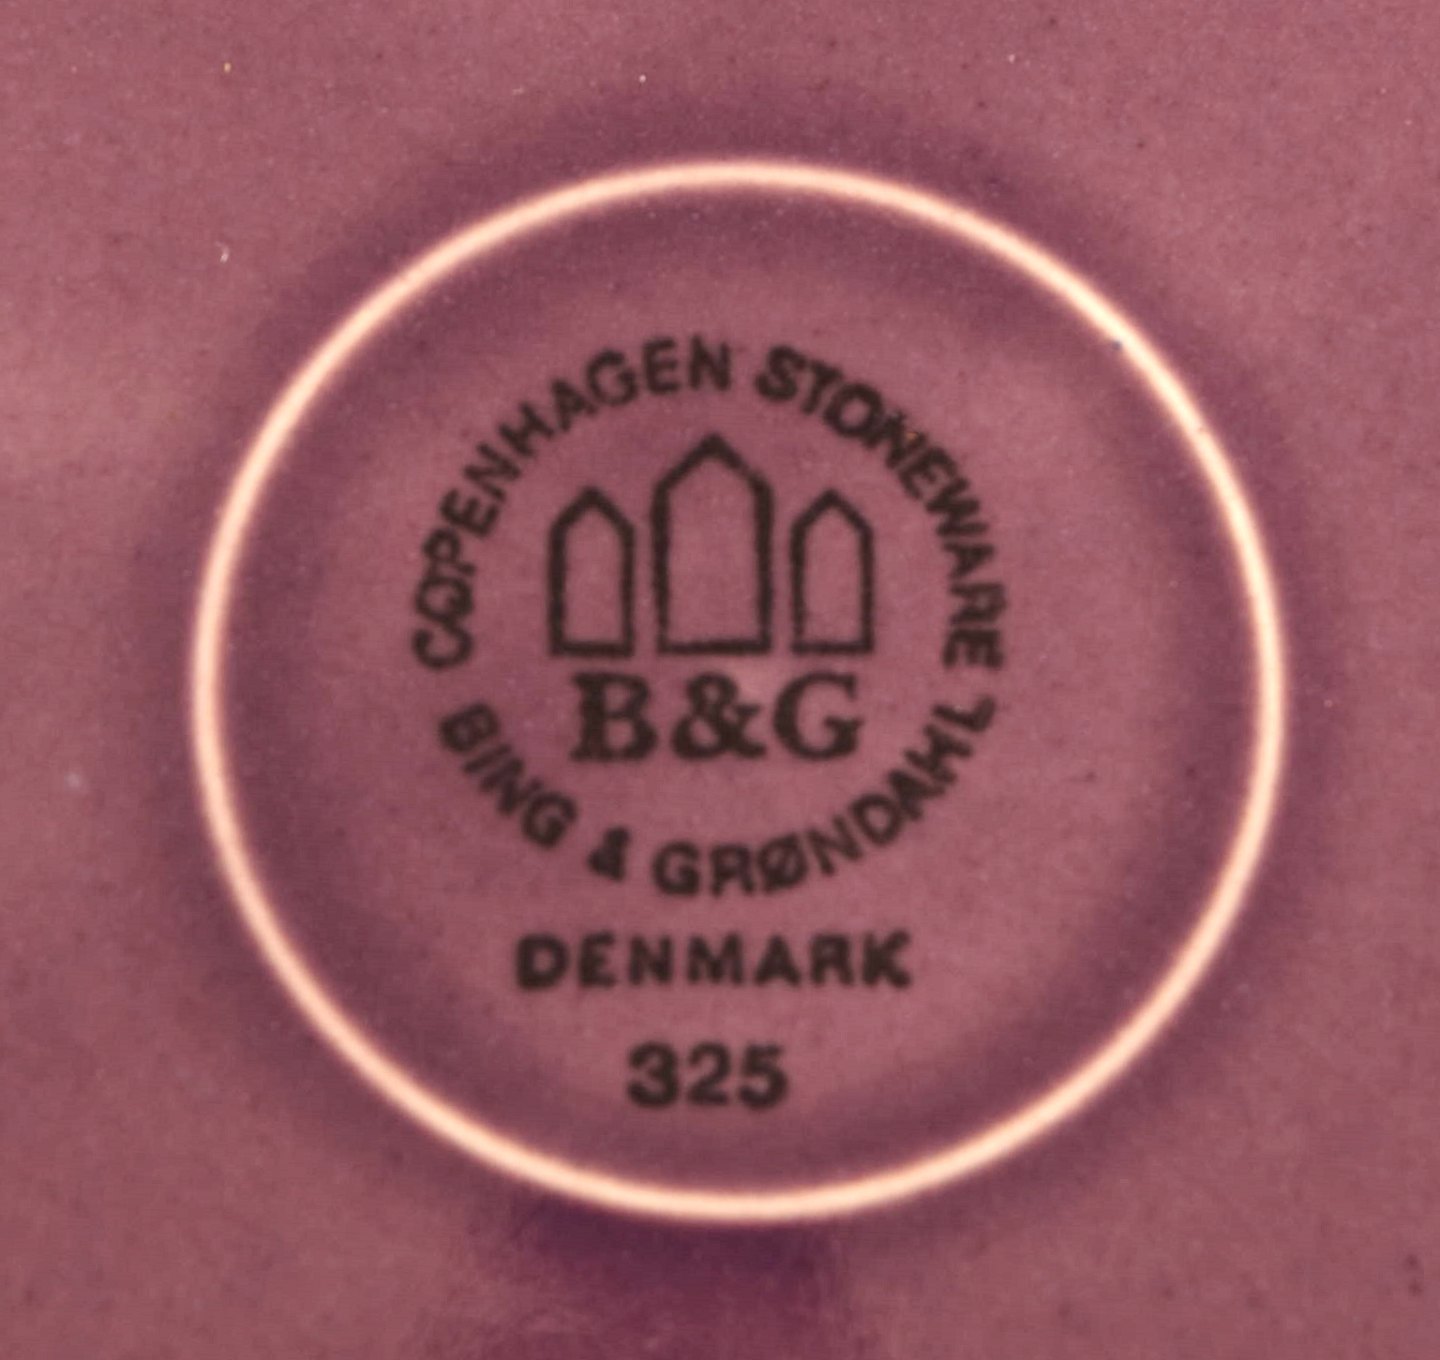 COPENHAGEN STONEWARE
B&G
BING & GRØNDAHL
DENMARK
325